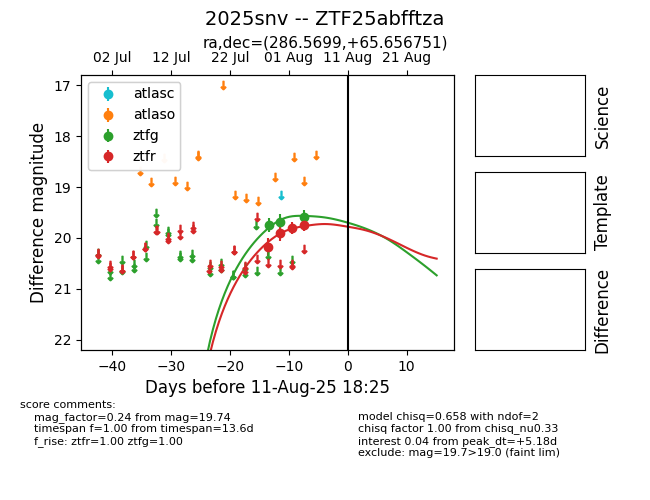 2025snv -- ZTF25abfftza
ra,dec=(286.5699,+65.656751)
02 Jul 12 Jul 22 Jul 01 Aug 11 Aug 21 Aug
atlasc
atlaso
ztfg
ztfr
17
18
19
20
21
22
Difference magnitude
−40 −30 −20 −10 0 10
Days before 11-Aug-25 18:25
Science
Template
Difference
score comments:
mag_factor=0.24 from mag=19.74
timespan f=1.00 from timespan=13.6d
f_rise: ztfr=1.00 ztfg=1.00
model chisq=0.658 with ndof=2
chisq factor 1.00 from chisq_nu0.33
interest 0.04 from peak_dt=+5.18d
exclude: mag=19.7>19.0 (faint lim)